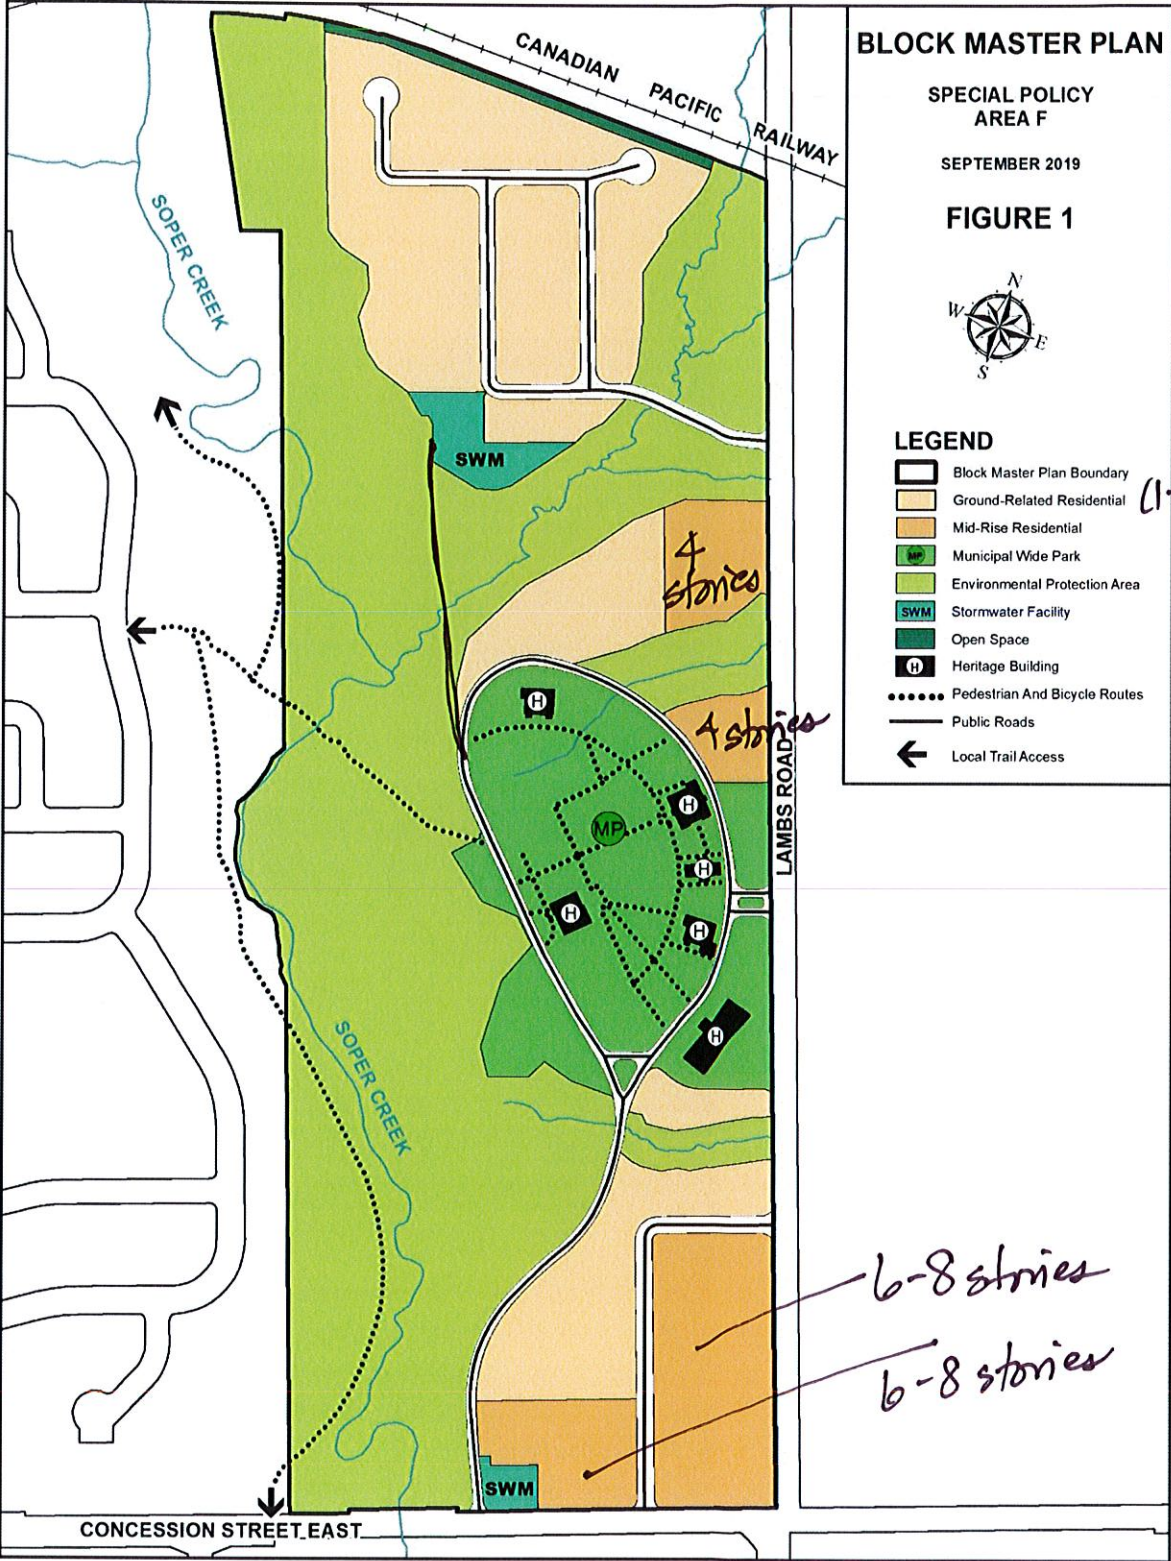 BLOCK MASTER PLAN
SPECIAL POLICY
AREA F
SEPTEMBER 2019
FIGURE 1
N
W
E
S
LEGEND
Block Master Plan Boundary
Ground-Related Residential (1-
Mid-Rise Residential
MP Municipal Wide Park
Environmental Protection Area
SWM Stormwater Facility
Open Space
H Heritage Building
Pedestrian And Bicycle Routes
Public Roads
Local Trail Access
CANADIAN PACIFIC RAILWAY
SOPER CREEK
SWM
4
stories
H
4 stories
LAMBS ROAD
H
MP
H
H
H
H
SOPER CREEK
6-8 stories
6-8 stories
SWM
CONCESSION STREET EAST